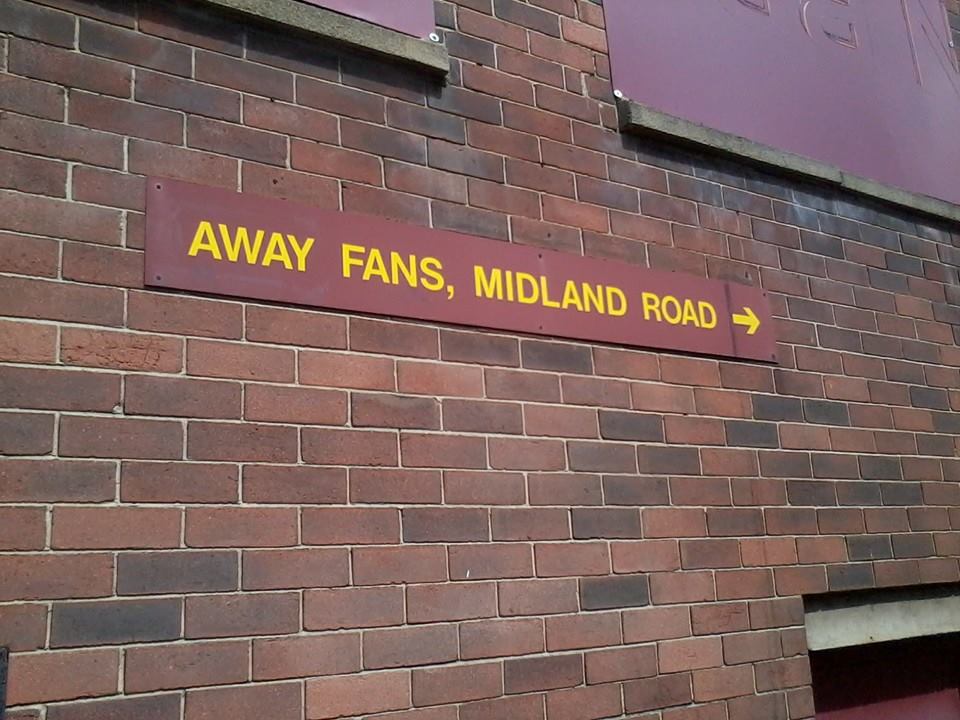 AWAY FANS, MIDLAND ROAD →